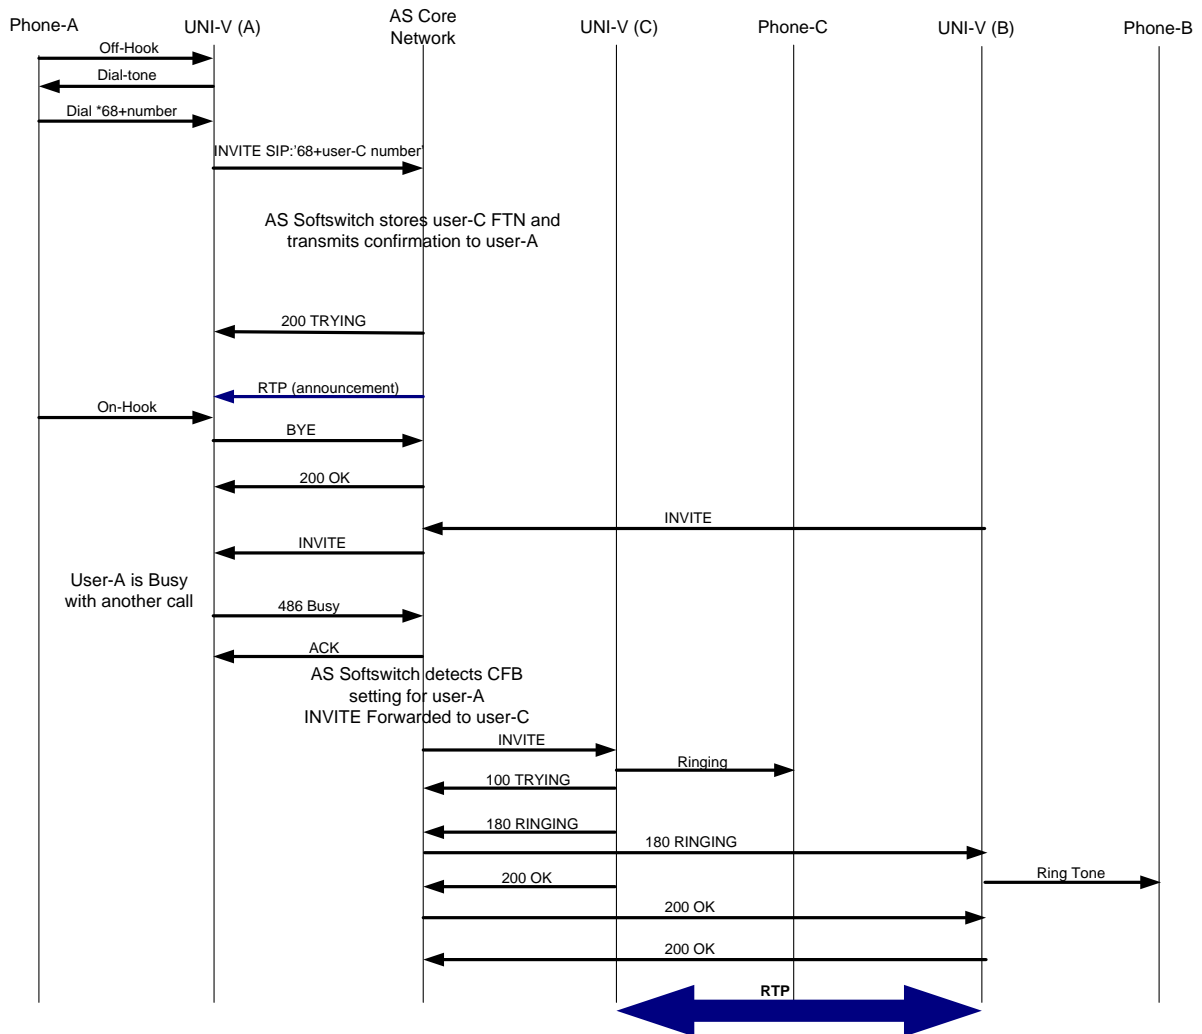 Phone-A
UNI-V (A)
AS Core
Network
UNI-V (C)
Phone-C
UNI-V (B)
Phone-B
Off-Hook
Dial-tone
Dial *68+number
INVITE SIP:'68+user-C number'
AS Softswitch stores user-C FTN and
transmits confirmation to user-A
200 TRYING
RTP (announcement)
On-Hook
BYE
200 OK
INVITE
INVITE
User-A is Busy
with another call
486 Busy
ACK
AS Softswitch detects CFB
setting for user-A
INVITE Forwarded to user-C
INVITE
Ringing
100 TRYING
180 RINGING
180 RINGING
200 OK
Ring Tone
200 OK
200 OK
RTP